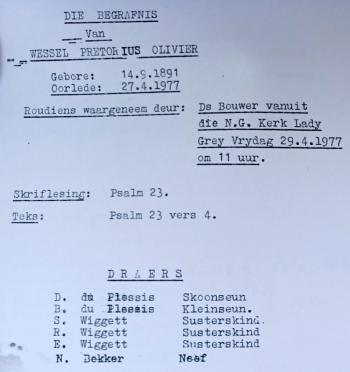 DIE BEGRAFNIS
Van
WESSEL PRETORIUS OLIVIER
Gebore: 14.9.1891
Oorlede: 27.4.1977
Roudiens waargeneem deur: Ds Bouwer vanuit
die N.G. Kerk Lady
Grey Vrydag 29.4.1977
om 11 uur.
Skriflesing: Psalm 23.
Teks: Psalm 23 vers 4.
DRAERS
D. du Plessis Skoonseun
B. du Plessis Kleinseun.
S. Wiggett Susterskind.
R. Wiggett Susterskind
E. Wiggett Susterskind
N. Bekker Neef